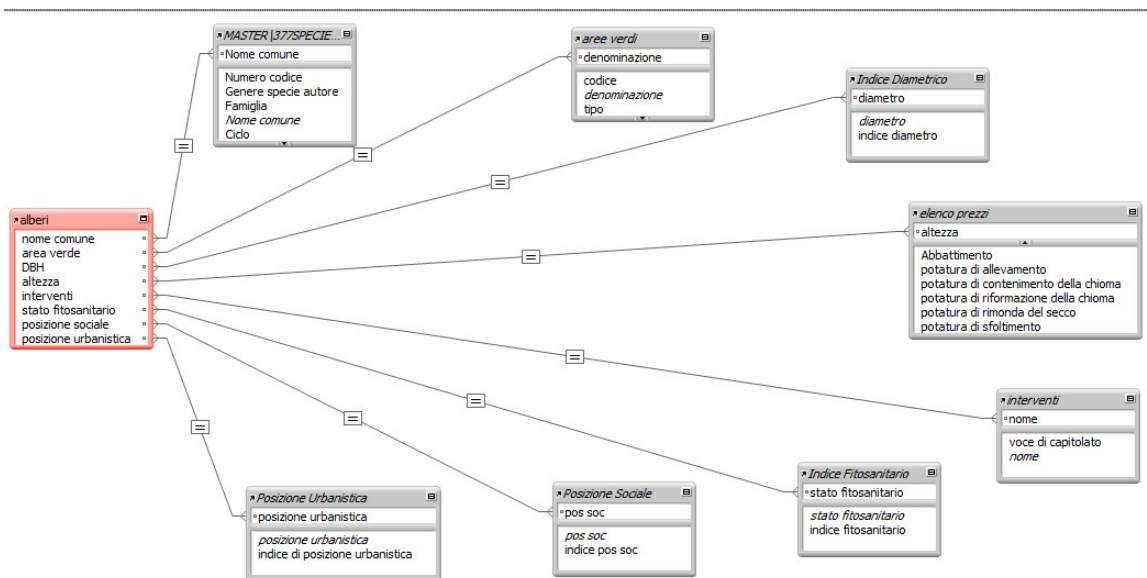 MASTER |377SPECIE...
Nome comune
Numero codice
Genere specie autore
Famiglia
Nome comune
Ciclo
aree verdi
denominazione
codice
denominazione
tipo
Indice Diametrico
diametro
diametro
indice diametro
alberi
nome comune
area verde
DBH
altezza
interventi
stato fitosanitario
posizione sociale
posizione urbanistica
elenco prezzi
altezza
Abbattimento
potatura di allevamento
potatura di contenimento della chioma
potatura di riformazione della chioma
potatura di rimonda del secco
potatura di sfoltimento
interventi
nome
voce di capitolato
nome
Indice Fitosanitario
stato fitosanitario
stato fitosanitario
indice fitosanitario
Posizione Sociale
pos soc
pos soc
indice pos soc
Posizione Urbanistica
posizione urbanistica
posizione urbanistica
indice di posizione urbanistica